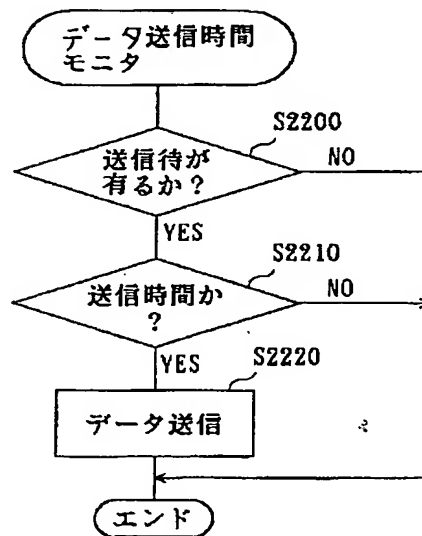 データ送信時間
モニタ
S2200
送信待が
有るか?
NO
YES
S2210
送信時間か
?
NO
YES
S2220
データ送信
エンド